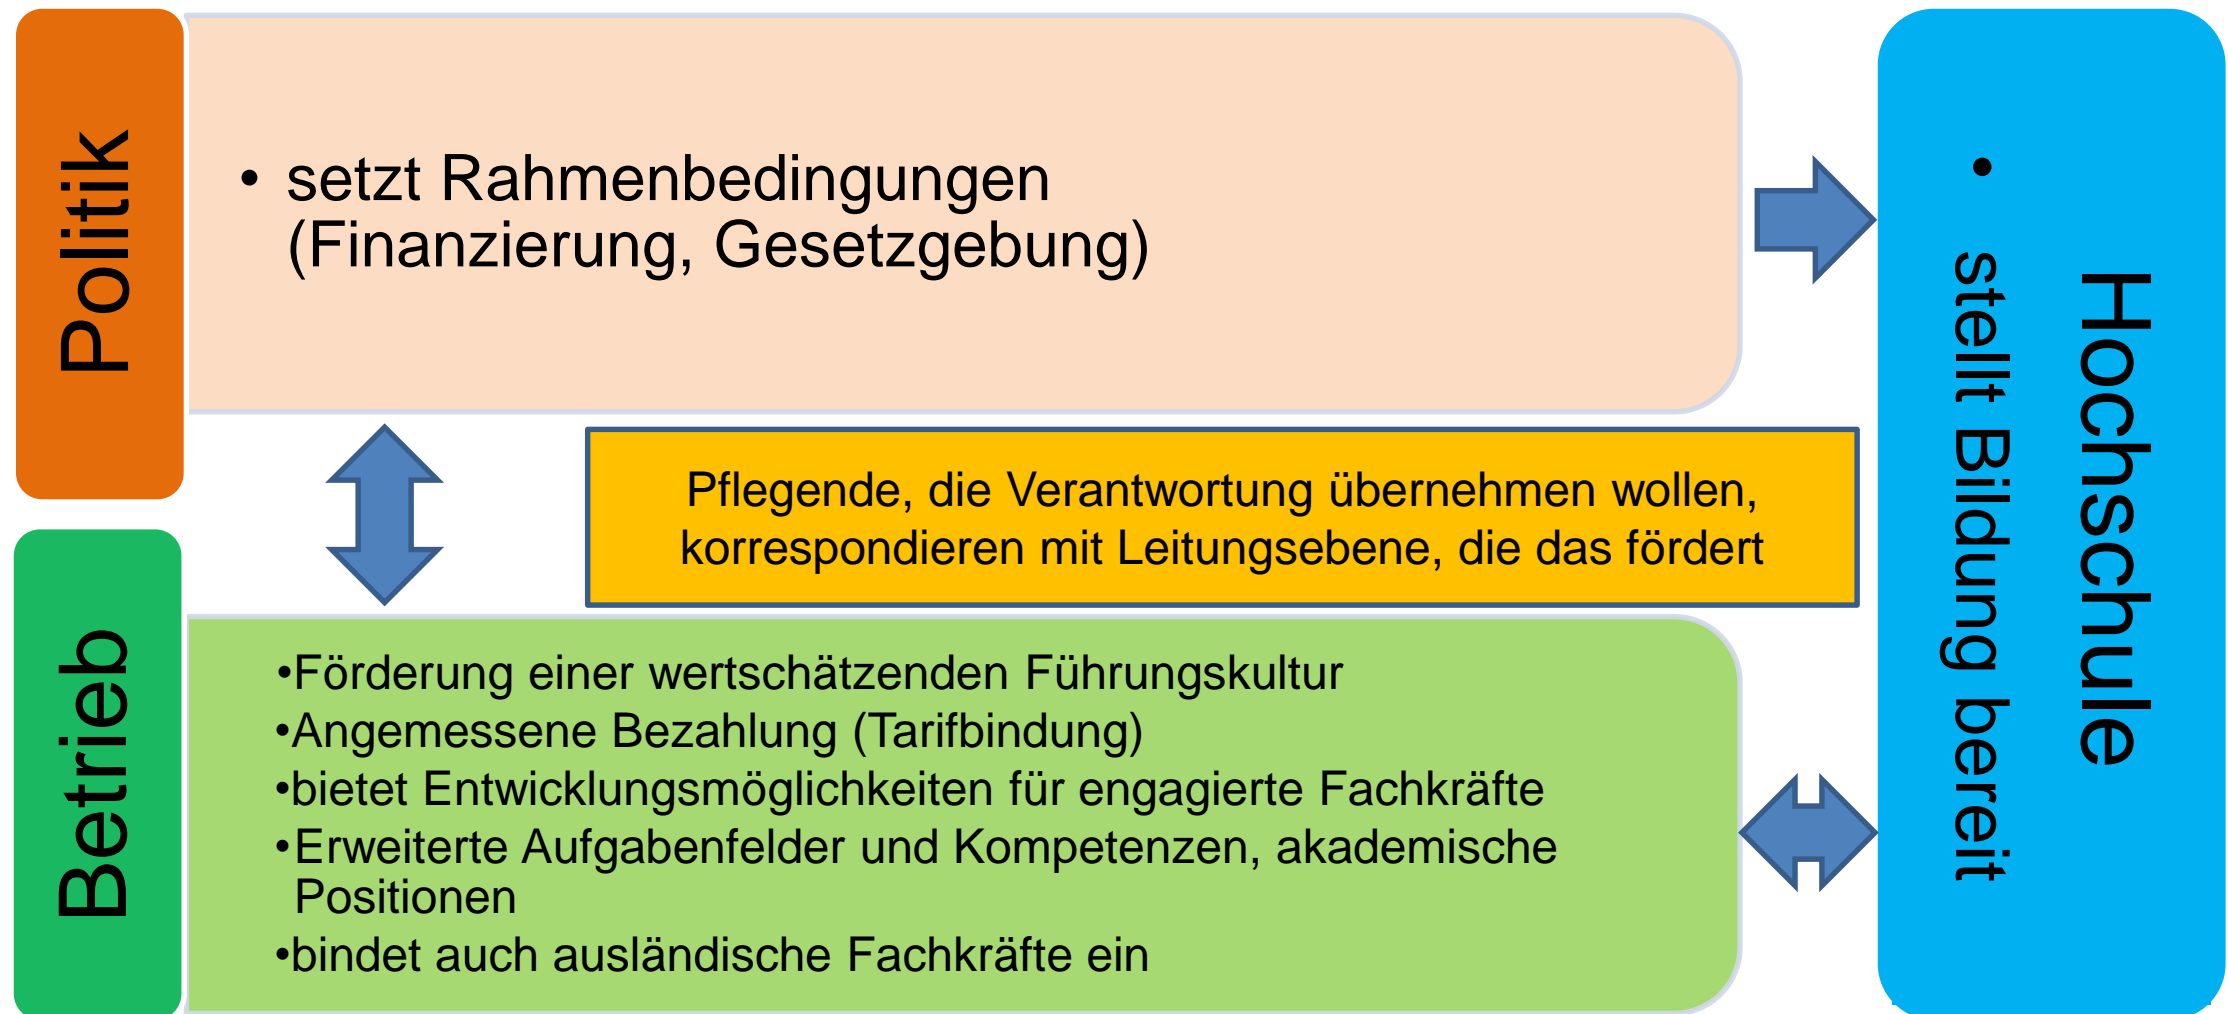 Politik
• setzt Rahmenbedingungen
(Finanzierung, Gesetzgebung)
Pflegende, die Verantwortung übernehmen wollen,
korrespondieren mit Leitungsebene, die das fördert
Betrieb
•Förderung einer wertschätzenden Führungskultur
•Angemessene Bezahlung (Tarifbindung)
•bietet Entwicklungsmöglichkeiten für engagierte Fachkräfte
•Erweiterte Aufgabenfelder und Kompetenzen, akademische
Positionen
•bindet auch ausländische Fachkräfte ein
Hochschule
• stellt Bildung bereit